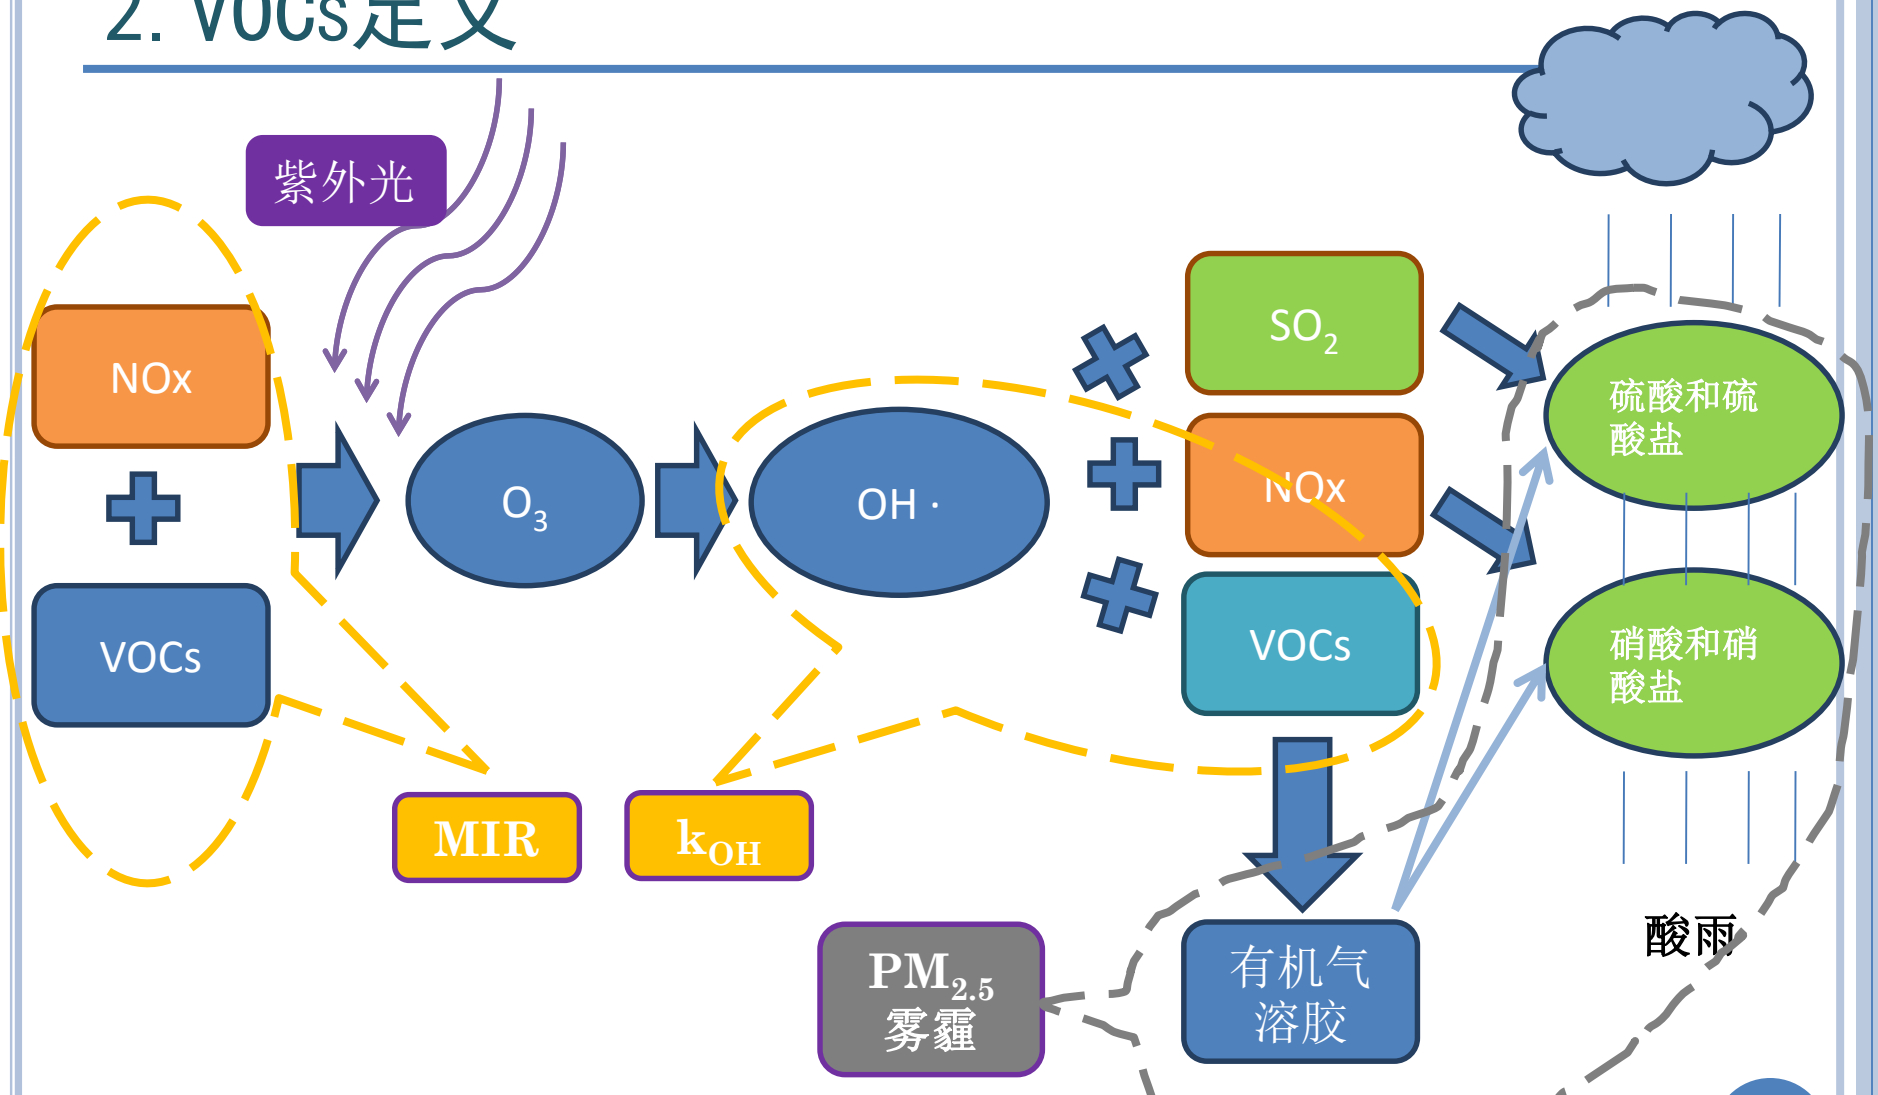 2. VOCs定义
紫外光
NOx
VOCs
O3
OH ·
SO2
NOx
VOCs
硫酸和硫
酸盐
硝酸和硝
酸盐
MIR
kOH
PM2.5
雾霾
有机气
溶胶
酸雨